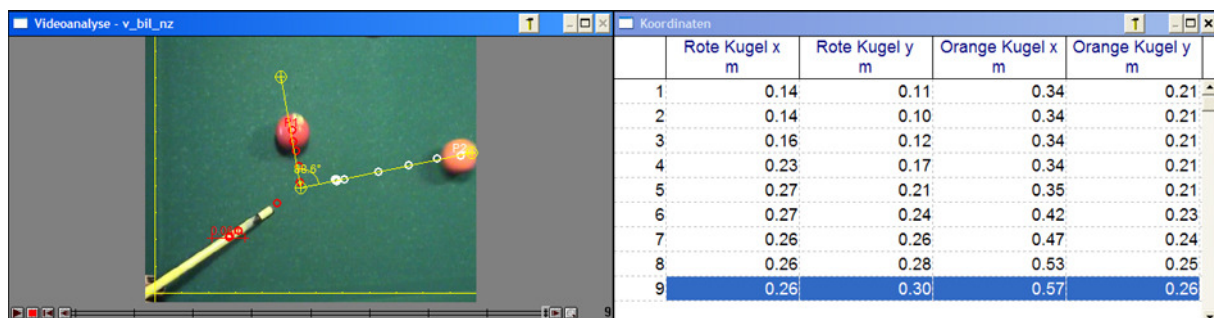 Videoanalyse - v_bil_nz
P1
P2
9
Koordinaten
Rote Kugel x Rote Kugel y Orange Kugel x Orange Kugel y
m m m m
1 0.14 0.11 0.34 0.21
2 0.14 0.10 0.34 0.21
3 0.16 0.12 0.34 0.21
4 0.23 0.17 0.34 0.21
5 0.27 0.21 0.35 0.21
6 0.27 0.24 0.42 0.23
7 0.26 0.26 0.47 0.24
8 0.26 0.28 0.53 0.25
9 0.26 0.30 0.57 0.26